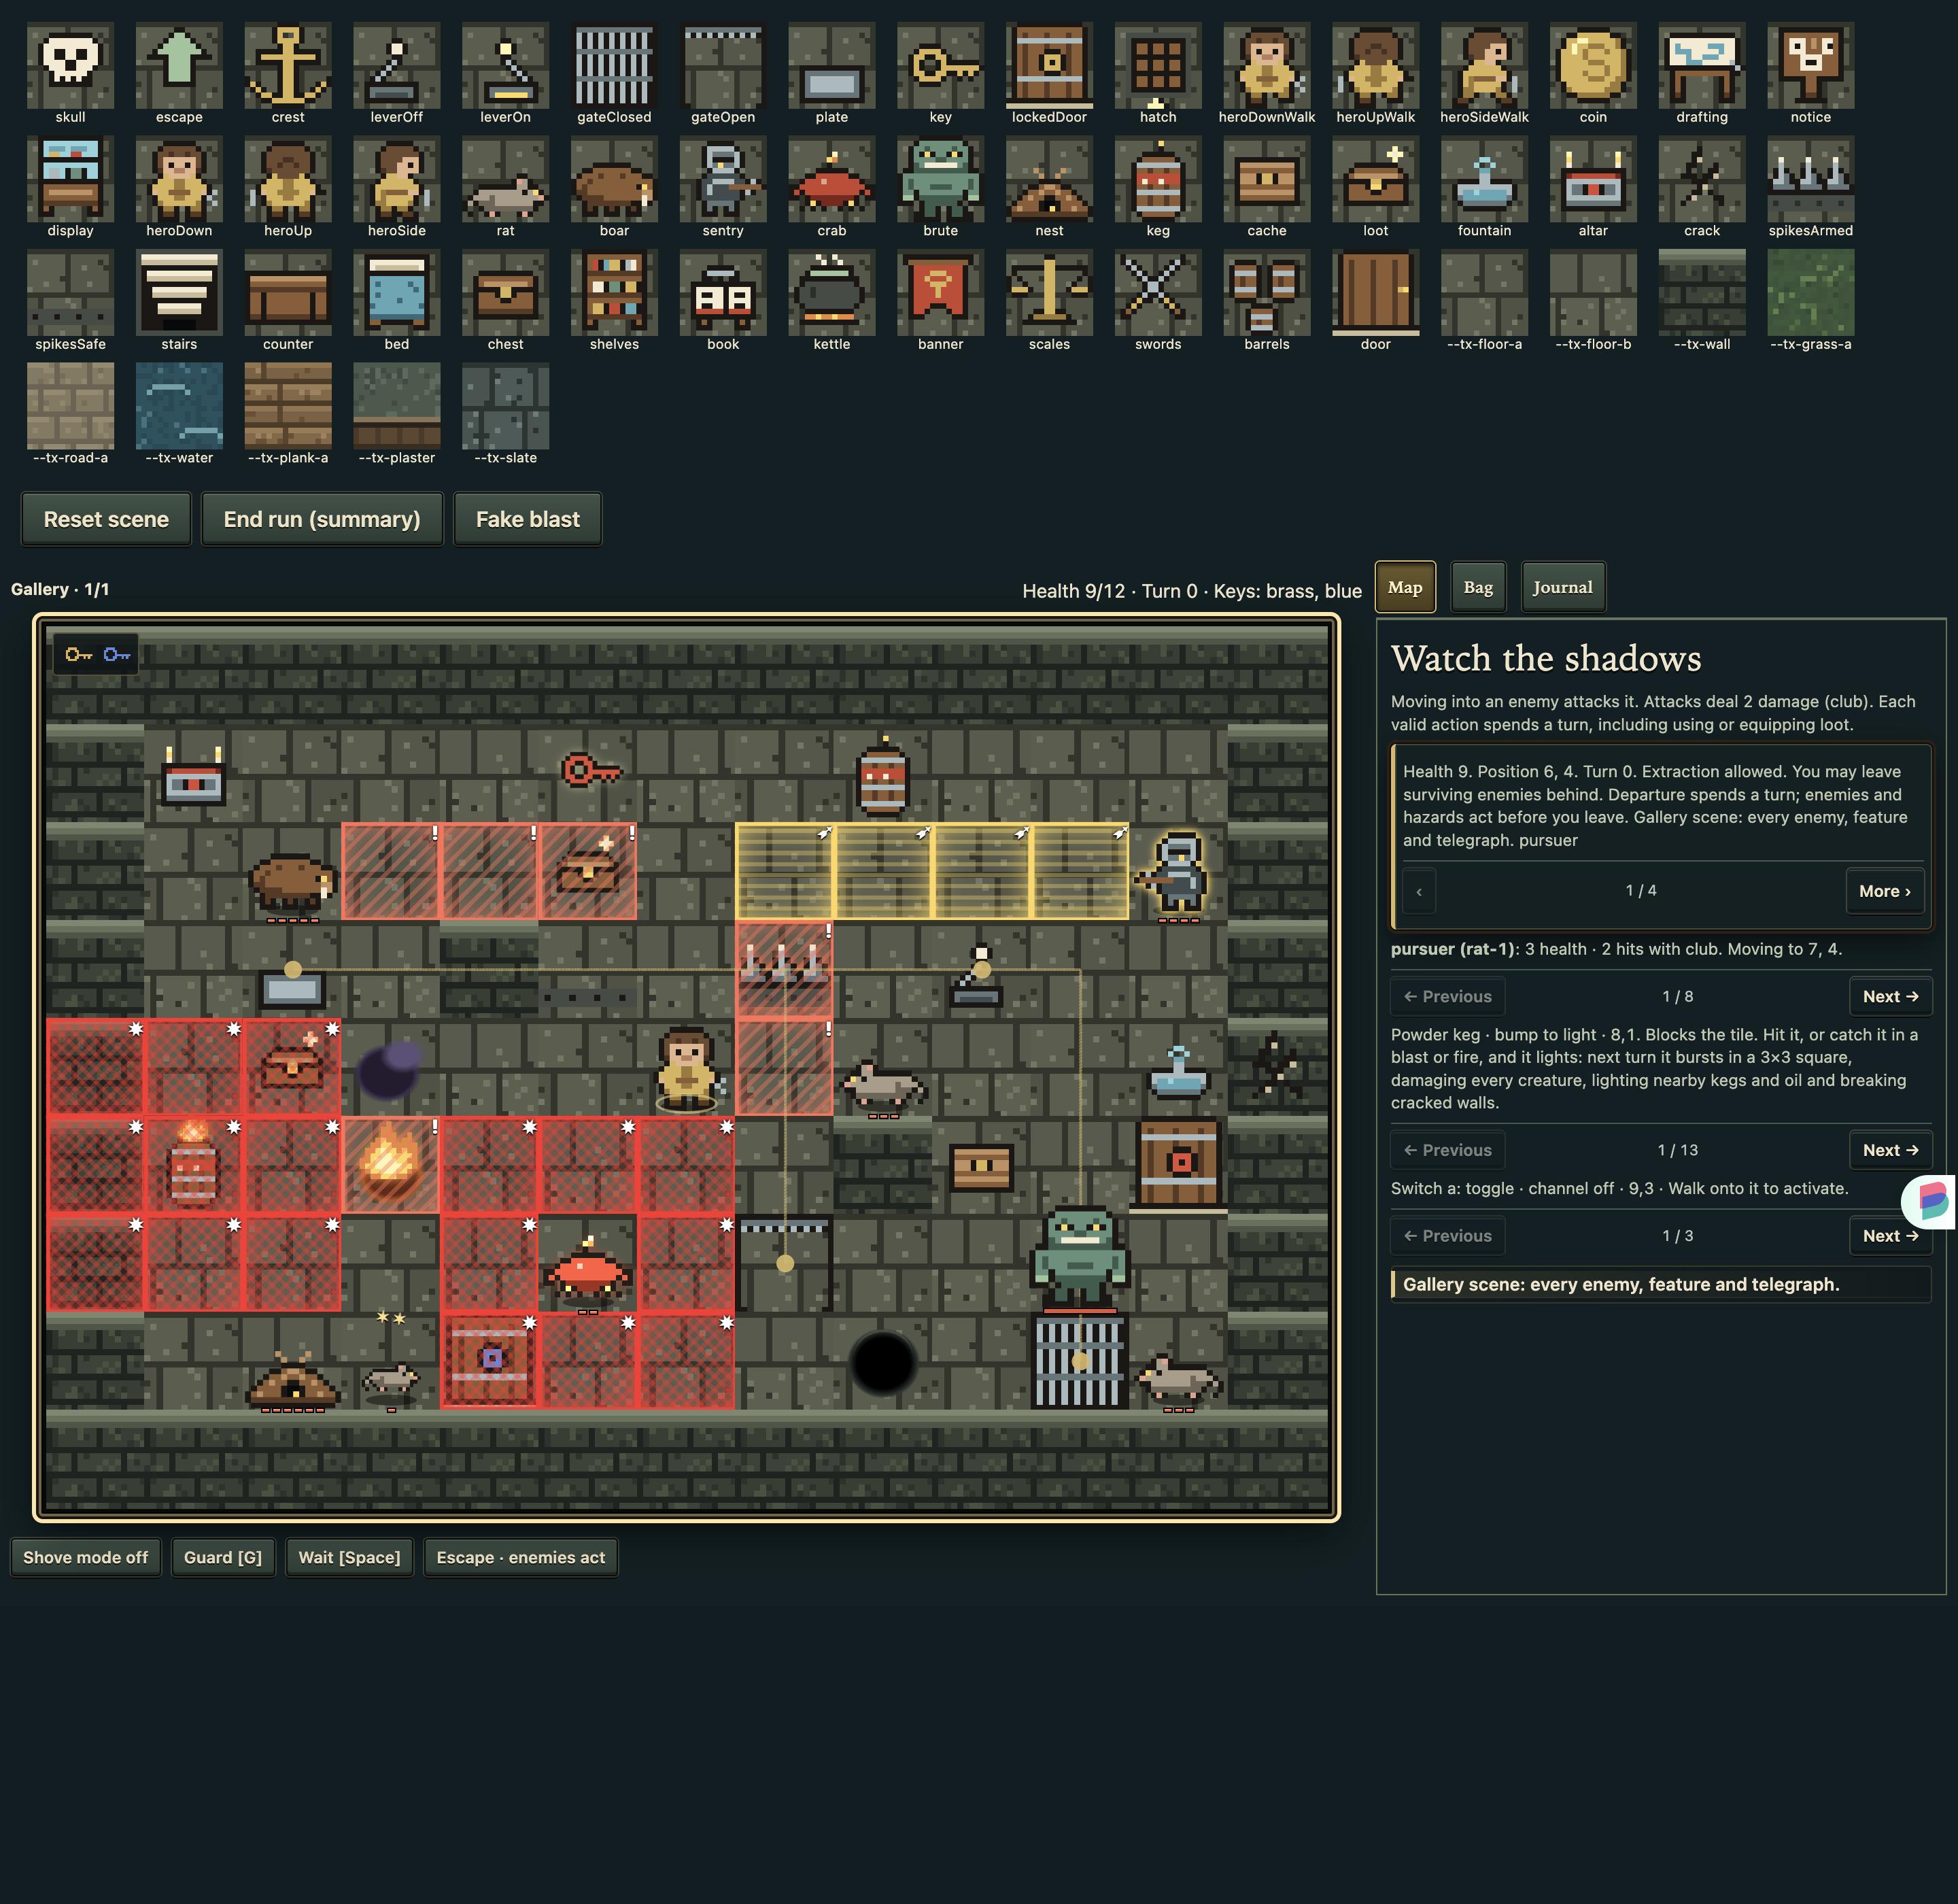 skull escape crest leverOff leverOn gateClosed gateOpen plate key lockedDoor hatch heroDownWalk heroUpWalk heroSideWalk coin drafting notice
display heroDown heroUp heroSide rat boar sentry crab brute nest keg cache loot fountain altar crack spikesArmed
spikesSafe stairs counter bed chest shelves book kettle banner scales swords barrels door --tx-floor-a --tx-floor-b --tx-wall --tx-grass-a
--tx-road-a --tx-water --tx-plank-a --tx-plaster --tx-slate
Reset scene End run (summary) Fake blast
Gallery · 1/1
Health 9/12 · Turn 0 · Keys: brass, blue
Map Bag Journal
Watch the shadows
Moving into an enemy attacks it. Attacks deal 2 damage (club). Each
valid action spends a turn, including using or equipping loot.
Health 9. Position 6, 4. Turn 0. Extraction allowed. You may leave
surviving enemies behind. Departure spends a turn; enemies and
hazards act before you leave. Gallery scene: every enemy, feature
and telegraph. pursuer
‹ 1 / 4 More ›
pursuer (rat-1): 3 health · 2 hits with club. Moving to 7, 4.
← Previous 1 / 8 Next →
Powder keg · bump to light · 8,1. Blocks the tile. Hit it, or catch it in a
blast or fire, and it lights: next turn it bursts in a 3×3 square,
damaging every creature, lighting nearby kegs and oil and breaking
cracked walls.
← Previous 1 / 13 Next →
Switch a: toggle · channel off · 9,3 · Walk onto it to activate.
← Previous 1 / 3 Next →
Gallery scene: every enemy, feature and telegraph.
Shove mode off Guard [G] Wait [Space] Escape · enemies act